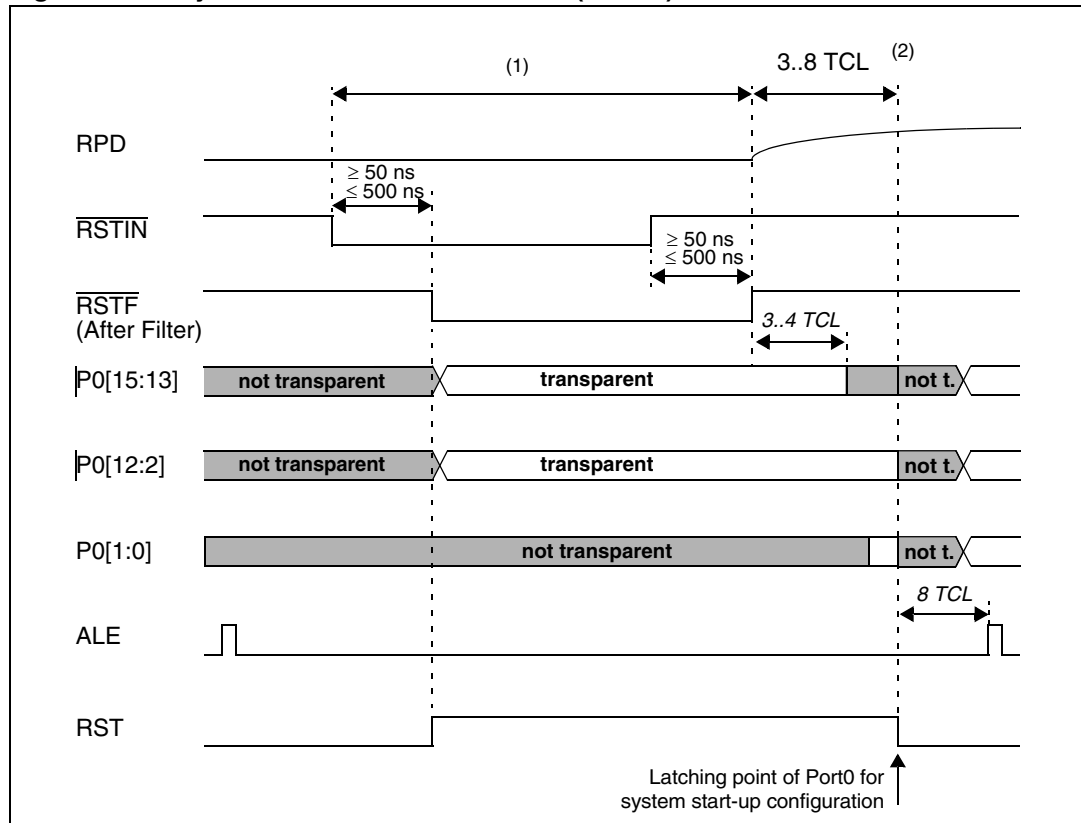 (1)
3..8 TCL (2)
RPD
≥ 50 ns
≤ 500 ns
RSTIN
≥ 50 ns
≤ 500 ns
RSTF
(After Filter)
3..4 TCL
P0[15:13]
not transparent
transparent
not t.
P0[12:2]
not transparent
transparent
not t.
P0[1:0]
not transparent
not t.
8 TCL
ALE
RST
Latching point of Port0 for
system start-up configuration